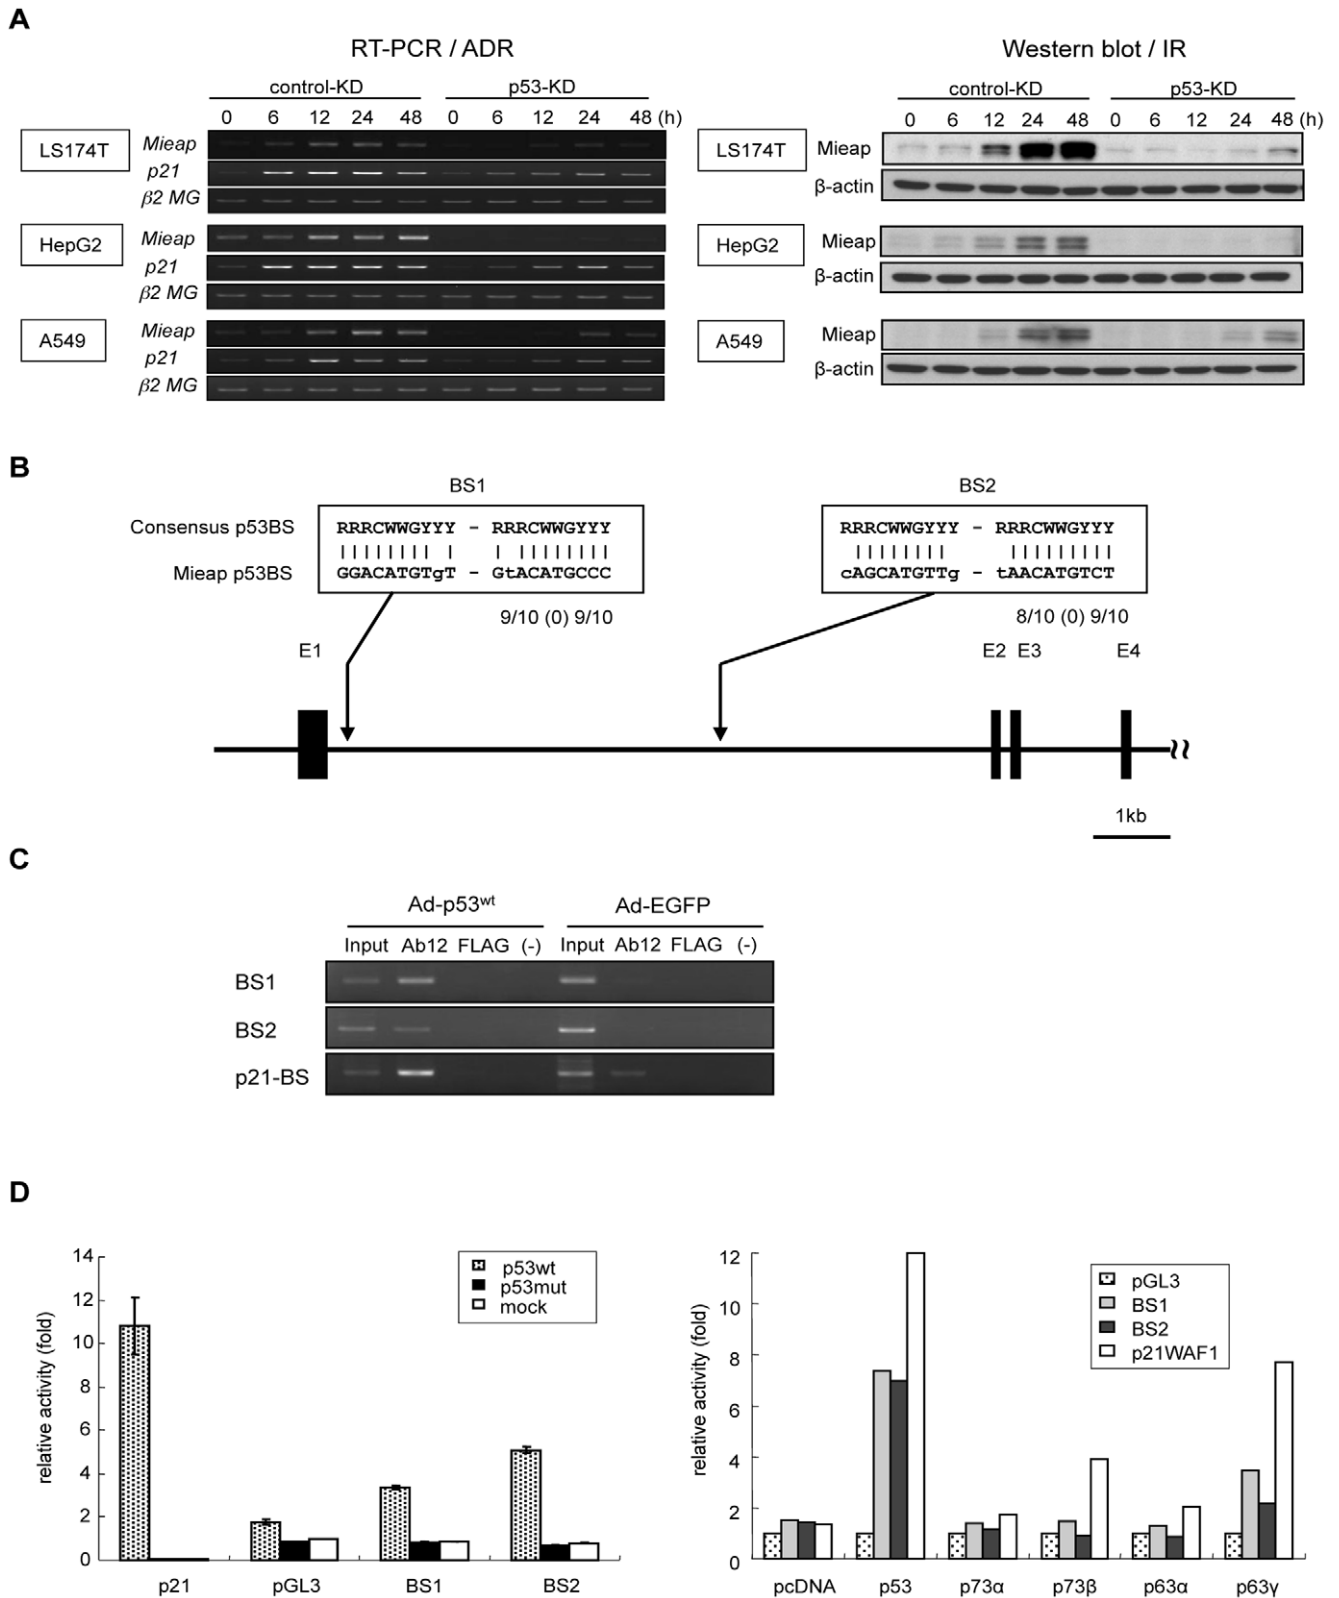 A
RT-PCR / ADR
control-KD p53-KD
0 6 12 24 48 0 6 12 24 48 (h)
LS174T
Mieap
p21
β2 MG
HepG2
Mieap
p21
β2 MG
A549
Mieap
p21
β2 MG
Western blot / IR
control-KD p53-KD
0 6 12 24 48 0 6 12 24 48 (h)
LS174T
Mieap
β-actin
HepG2
Mieap
β-actin
A549
Mieap
β-actin
B
BS1 BS2
Consensus p53BS RRRCWWGYYY - RRRCWWGYYY RRRCWWGYYY - RRRCWWGYYY
Mieap p53BS GGACATGTgT - GtACATGCCC cAGCATGTTg - tAACATGTCT
9/10 (0) 9/10 8/10 (0) 9/10
E1 E2 E3 E4
1kb
C
Ad-p53wt Ad-EGFP
Input Ab12 FLAG (-) Input Ab12 FLAG (-)
BS1
BS2
p21-BS
D
relative activity (fold)
14
12
10
8
6
4
2
0
p53wt
p53mut
mock
p21 pGL3 BS1 BS2
relative activity (fold)
12
10
8
6
4
2
0
pGL3
BS1
BS2
p21WAF1
pcDNA p53 p73α p73β p63α p63γ